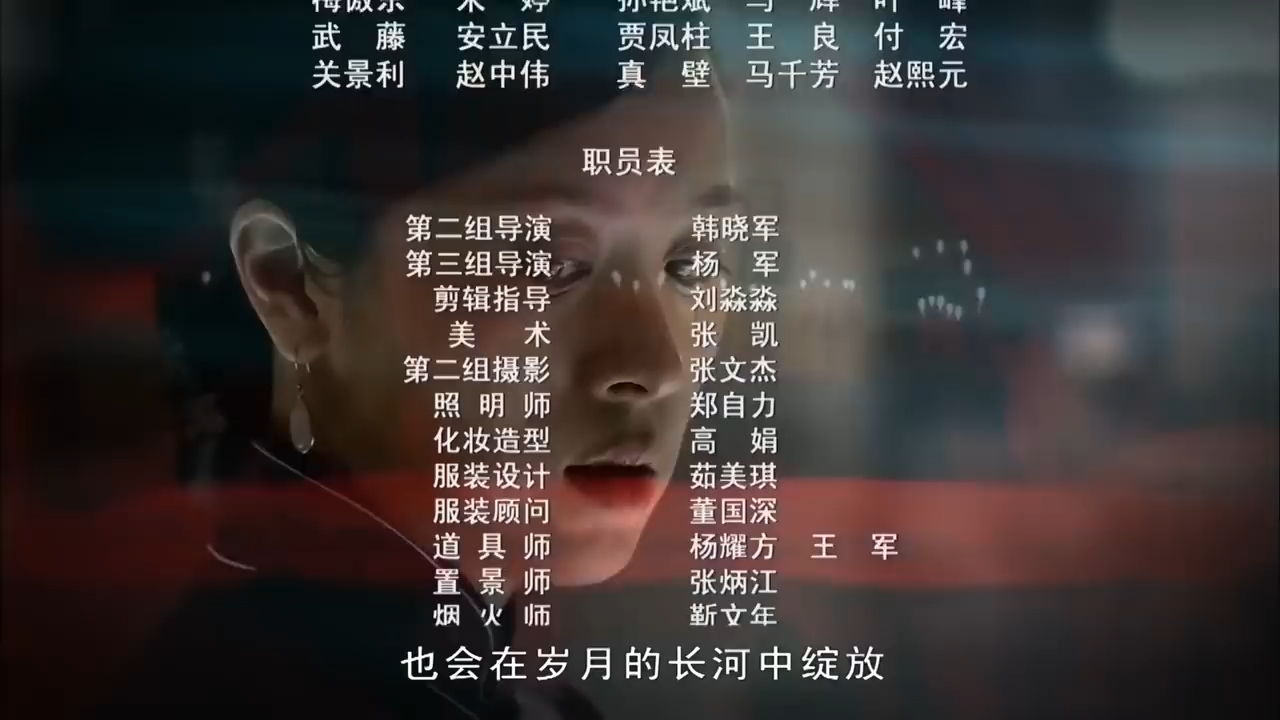 武　藤　安立民　贾凤柱　王　良　付　宏
关景利　赵中伟　真　壁　马千芳　赵熙元
职员表
第二组导演　韩晓军
第三组导演　杨　军
剪辑指导　刘淼淼
美　术　张　凯
第二组摄影　张文杰
照 明 师　郑自力
化妆造型　高　娟
服装设计　茹美琪
服装顾问　董国深
道 具 师　杨耀方　王　军
置 景 师　张炳江
烟 火 师　靳文年
也会在岁月的长河中绽放